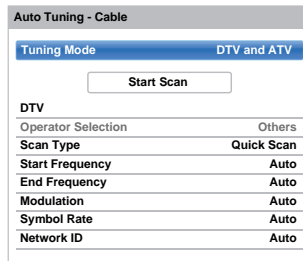 Auto Tuning - Cable
Tuning Mode DTV and ATV
Start Scan
DTV
Operator Selection Others
Scan Type Quick Scan
Start Frequency Auto
End Frequency Auto
Modulation Auto
Symbol Rate Auto
Network ID Auto